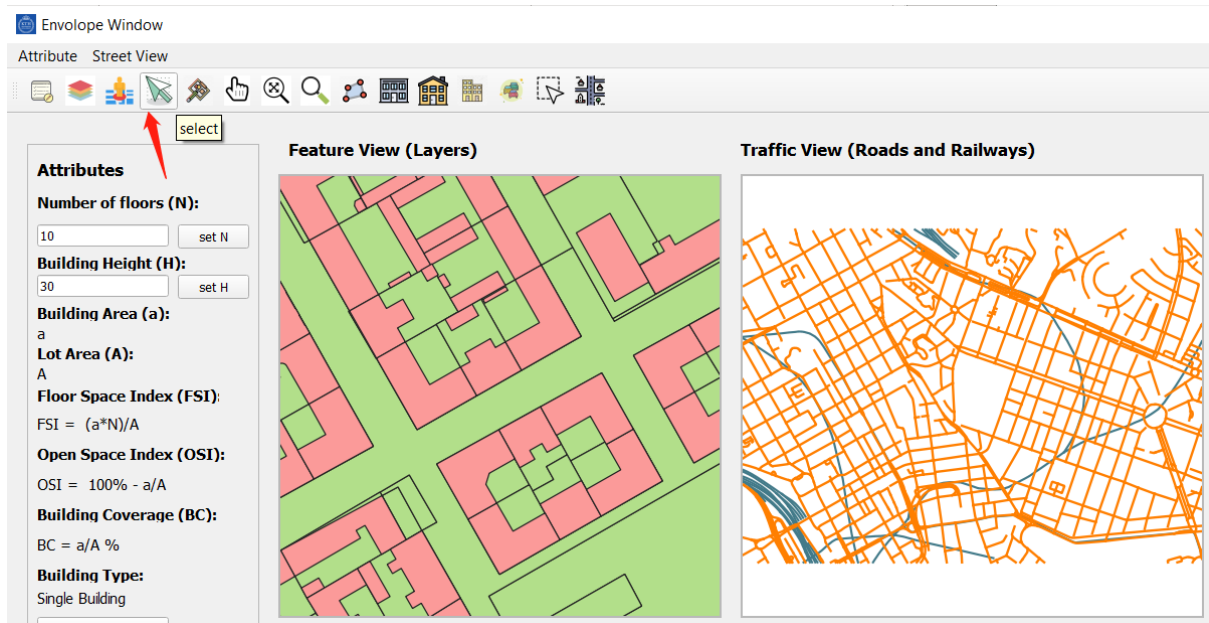 Envolope Window
Attribute Street View
select
Attributes
Number of floors (N):
10 set N
Building Height (H):
30 set H
Building Area (a):
a
Lot Area (A):
A
Floor Space Index (FSI):
FSI = (a*N)/A
Open Space Index (OSI):
OSI = 100% - a/A
Building Coverage (BC):
BC = a/A %
Building Type:
Single Building
Feature View (Layers)
Traffic View (Roads and Railways)